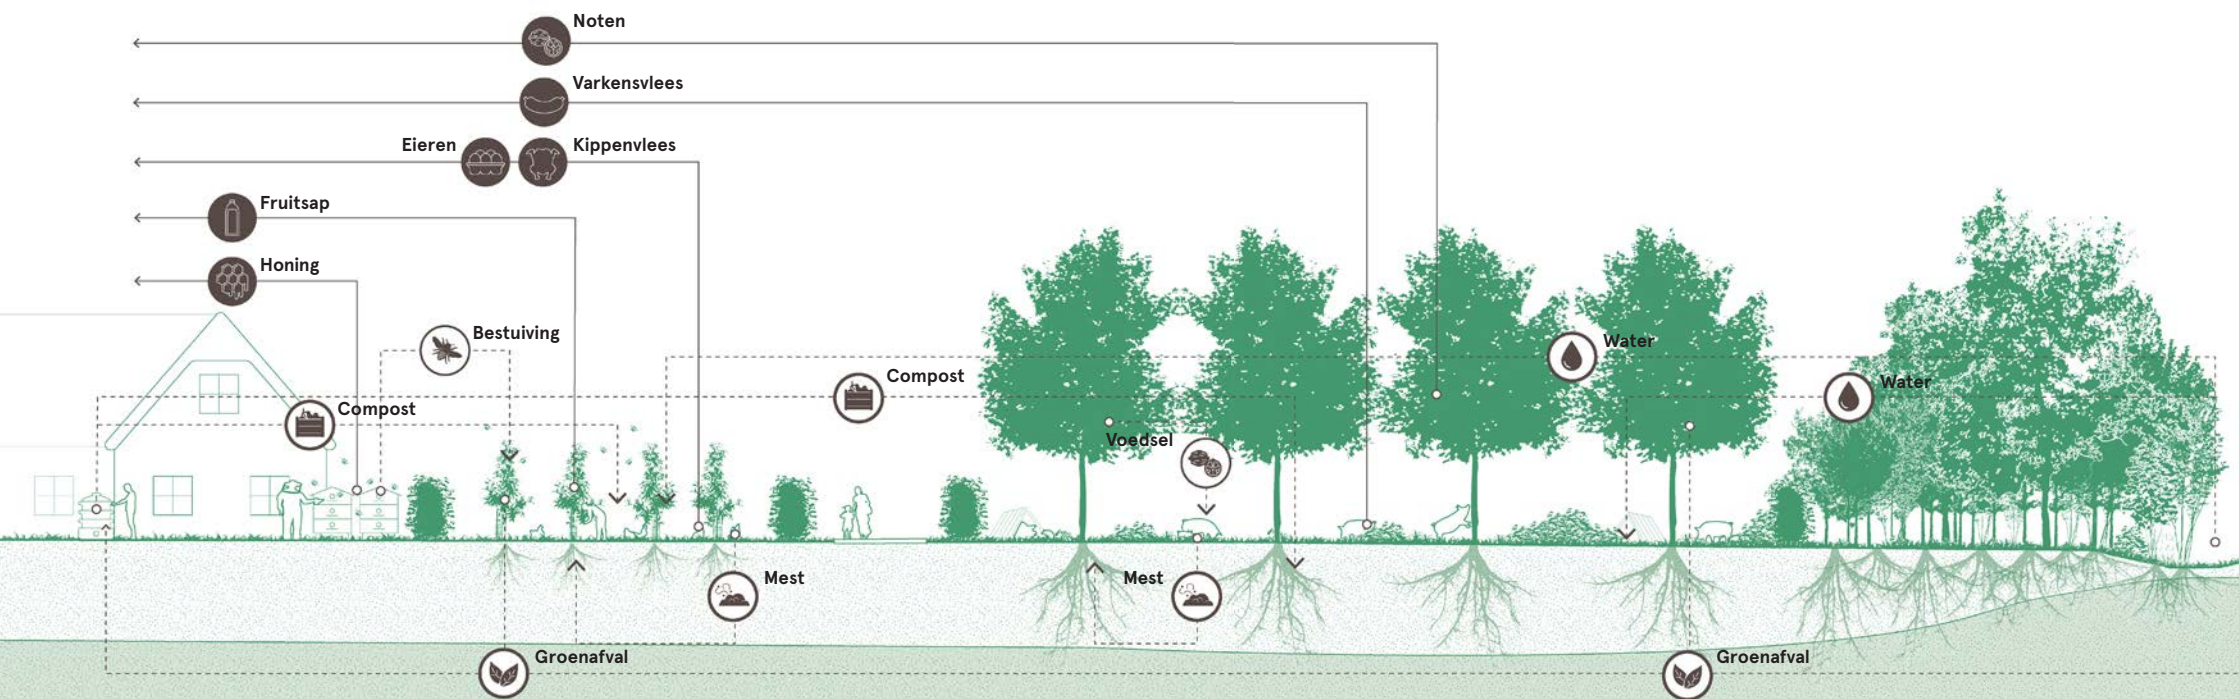 Noten
Varkensvlees
Eieren
Kippenvlees
Fruitsap
Honing
Bestuiving
Water
Compost
Water
Compost
Voedsel
Mest
Mest
Groenafval
Groenafval